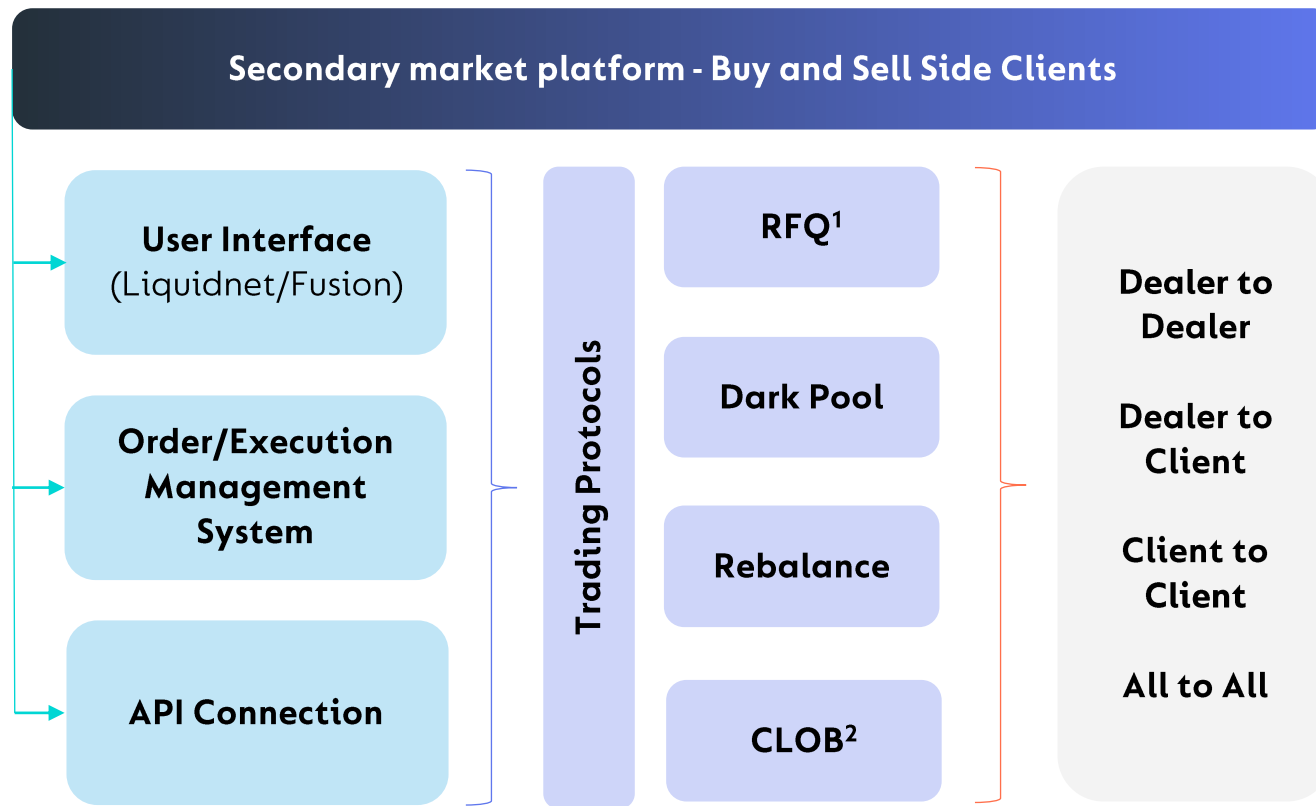 Secondary market platform - Buy and Sell Side Clients
User Interface
(Liquidnet/Fusion)
Order/Execution
Management
System
API Connection
Trading Protocols
RFQ¹
Dark Pool
Rebalance
CLOB²
Dealer to
Dealer
Dealer to
Client
Client to
Client
All to All